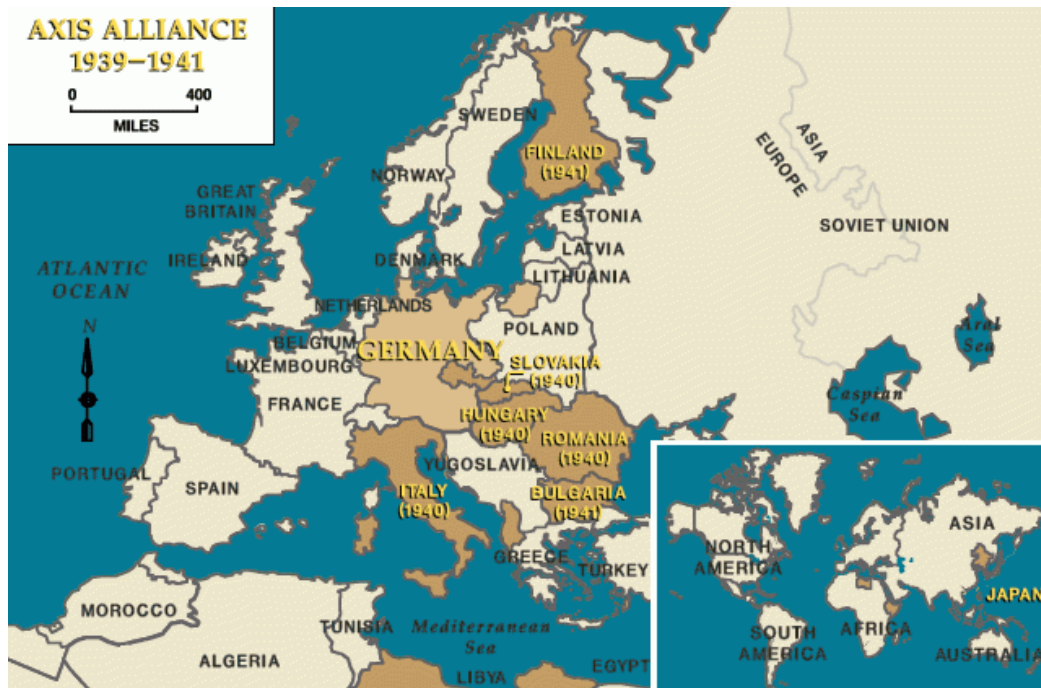 AXIS ALLIANCE
1939–1941
0 400
MILES
SWEDEN
FINLAND
(1941)
NORWAY
ASIA
EUROPE
GREAT
BRITAIN
ESTONIA
SOVIET UNION
LATVIA
IRELAND
DENMARK
ATLANTIC
OCEAN
LITHUANIA
NETHERLANDS
N
POLAND
Aral
Sea
BELGIUM
GERMANY
LUXEMBOURG
SLOVAKIA
(1940)
Caspian
Sea
FRANCE
HUNGARY
(1940)
ROMANIA
(1940)
YUGOSLAVIA
PORTUGAL
SPAIN
ITALY
(1940)
BULGARIA
(1941)
GREECE
TURKEY
MOROCCO
TUNISIA
Mediterranean
Sea
ALGERIA
LIBYA
EGYPT
ASIA
NORTH
AMERICA
JAPAN
SOUTH
AMERICA
AFRICA
AUSTRALIA